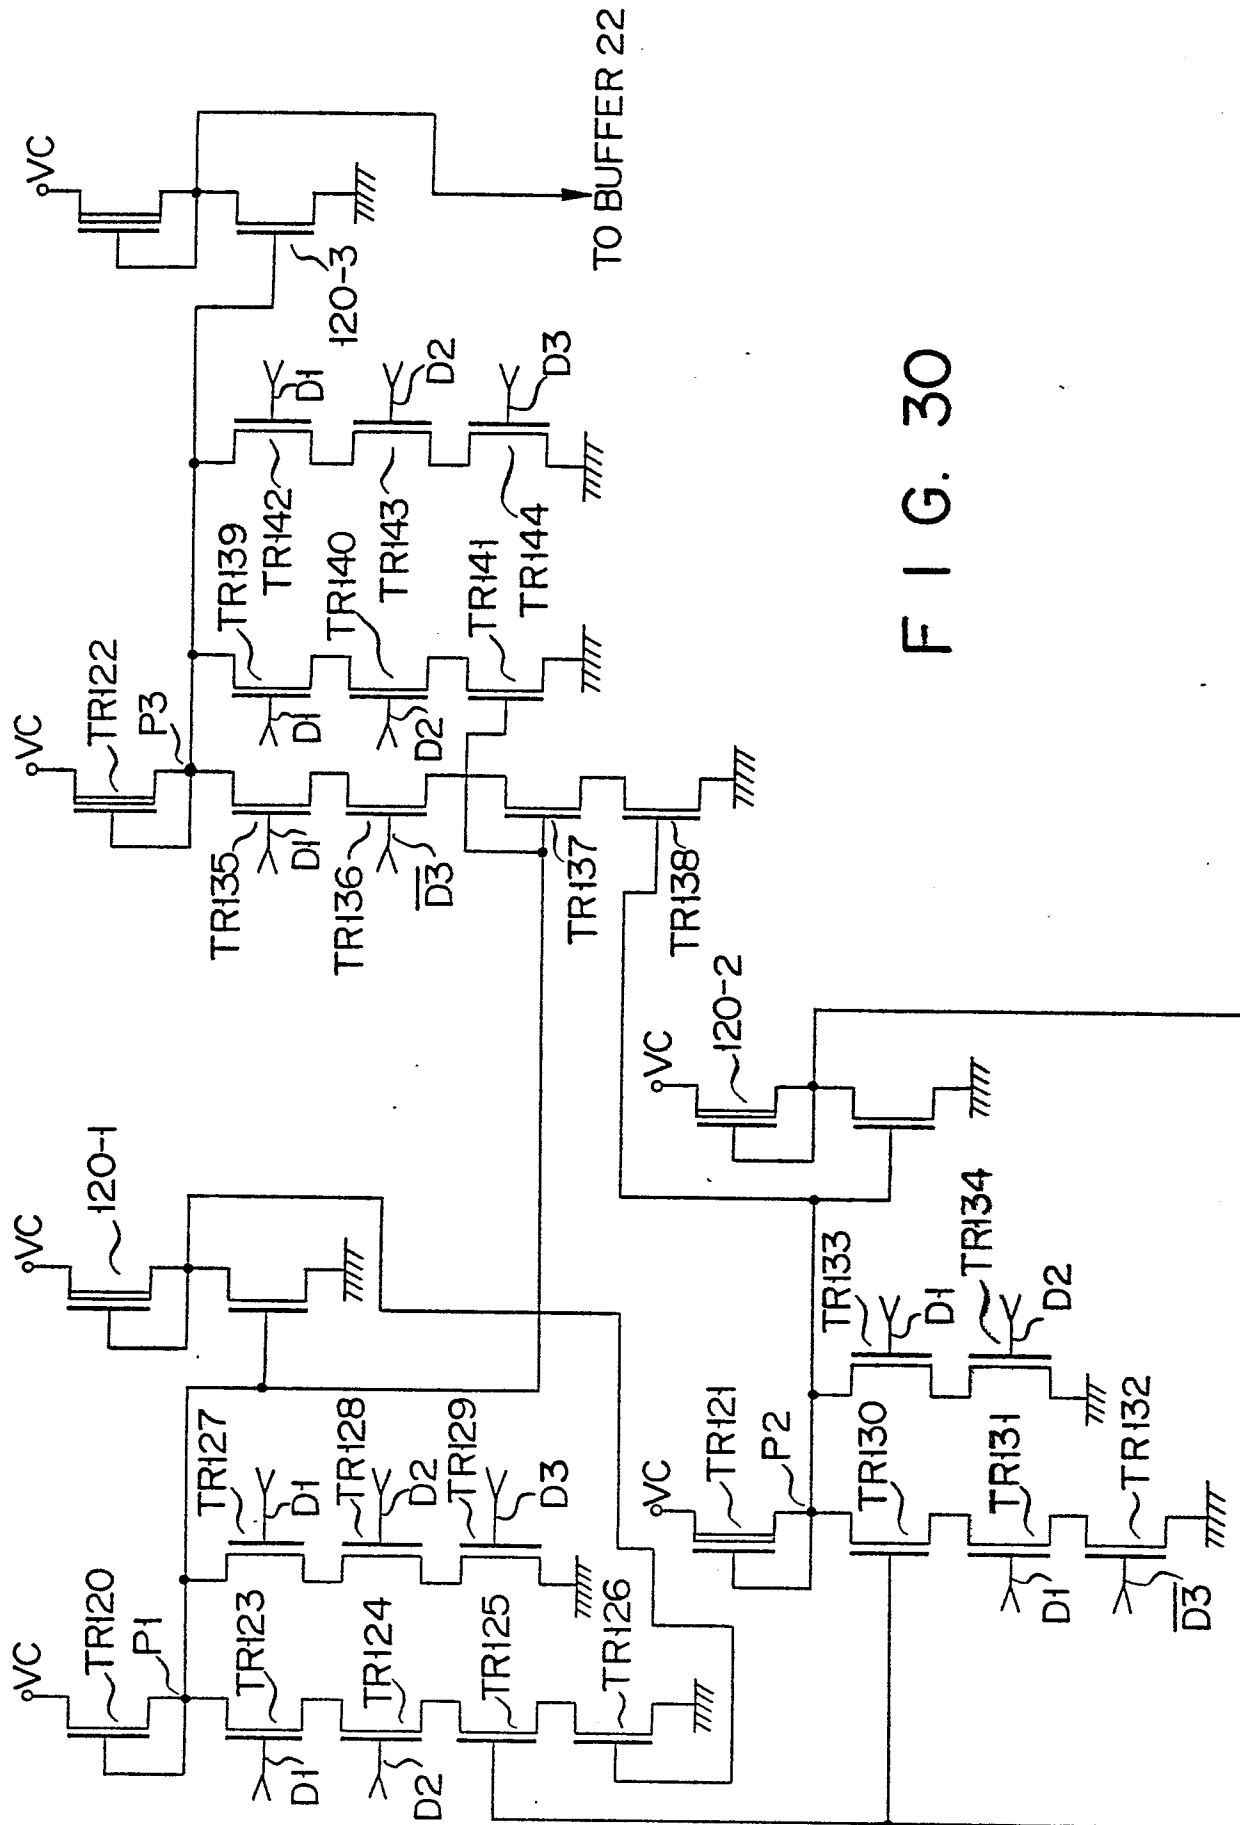 VC
TR120
P1
TR123
D1
TR124
D2
TR125
TR126
TR127
D1
TR128
D2
TR129
D3
VC
120-1
VC
TR121
P2
TR130
TR131
D1
TR132
D3
TR133
D1
TR134
D2
VC
120-2
VC
TR122
P3
TR135
D1
TR136
D3
TR137
TR138
TR139
D1
TR140
D2
TR141
TR142
D1
TR143
D2
TR144
D3
VC
120-3
TO BUFFER 22
FIG. 30